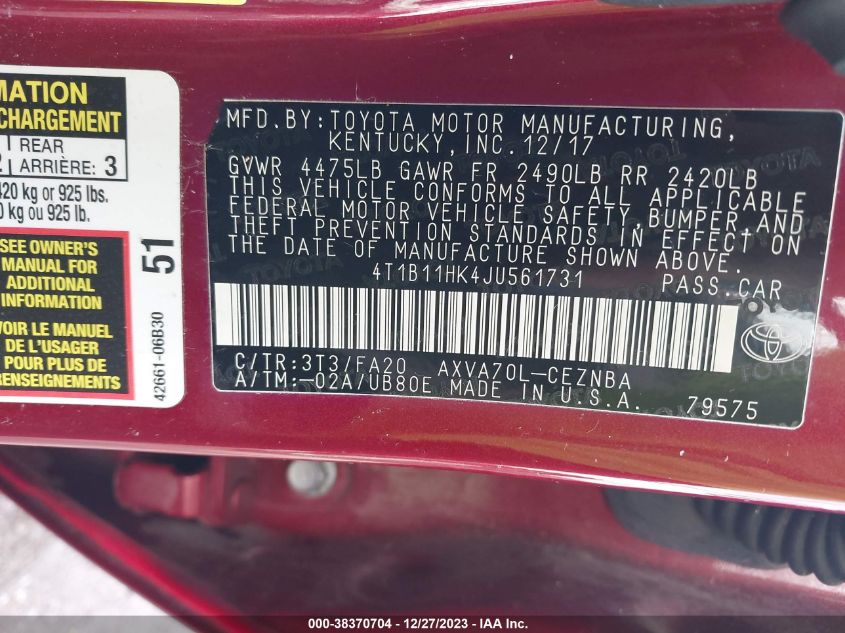 MATION
CHARGEMENT
REAR
ARRIÈRE: 3
420 kg or 925 lbs.
0 kg ou 925 lb.
SEE OWNER'S
MANUAL FOR
ADDITIONAL
INFORMATION
VOIR LE MANUEL
DE L'USAGER
POUR PLUS DE
RENSEIGNEMENTS
51
42661-06B30
MFD.BY:TOYOTA MOTOR MANUFACTURING,
KENTUCKY,INC.12/17
GVWR 4475LB GAWR FR 2490LB RR 2420LB
THIS VEHICLE CONFORMS TO ALL APPLICABLE
FEDERAL MOTOR VEHICLE SAFETY,BUMPER,AND
THEFT PREVENTION STANDARDS IN EFFECT ON
THE DATE OF MANUFACTURE SHOWN ABOVE.
4T1B11HK4JU561731 PASS.CAR
C/TR:3T3/FA20 AXVA70L-CEZNBA
A/TM:-02A/UB80E MADE IN U.S.A. 79575
000-38370704 - 12/27/2023 - IAA Inc.